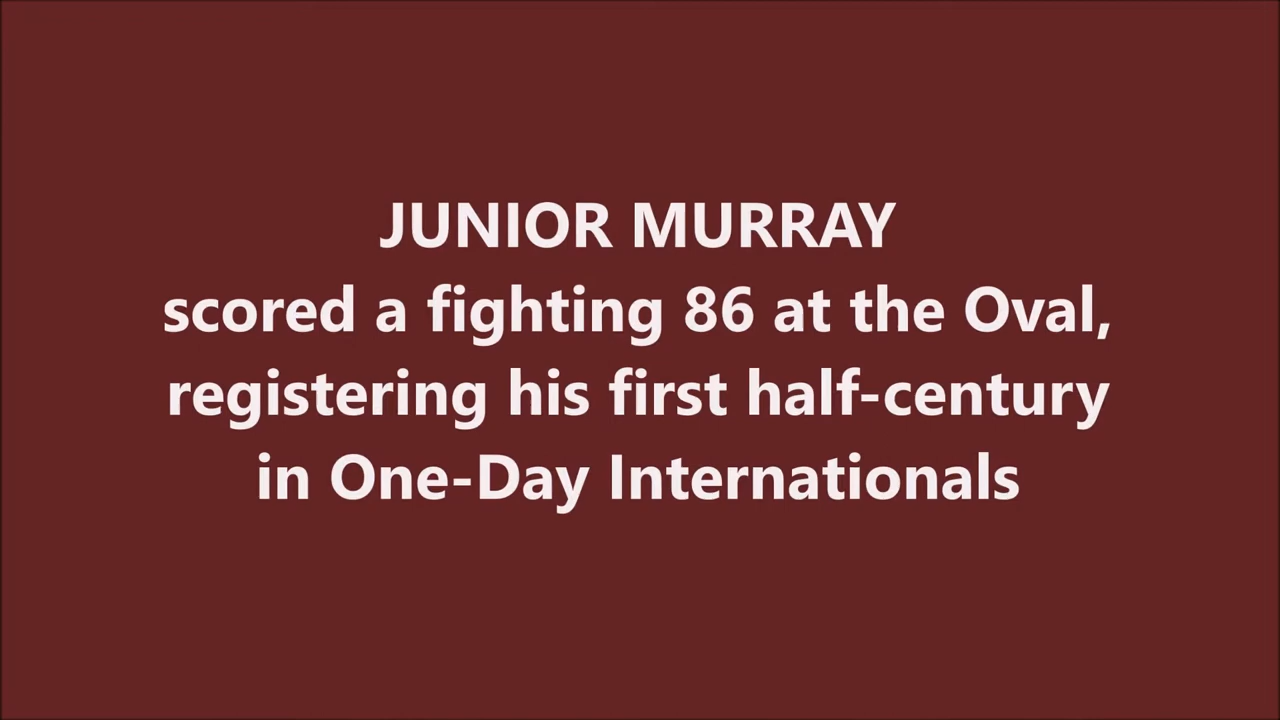 JUNIOR MURRAY
scored a fighting 86 at the Oval,
registering his first half-century
in One-Day Internationals